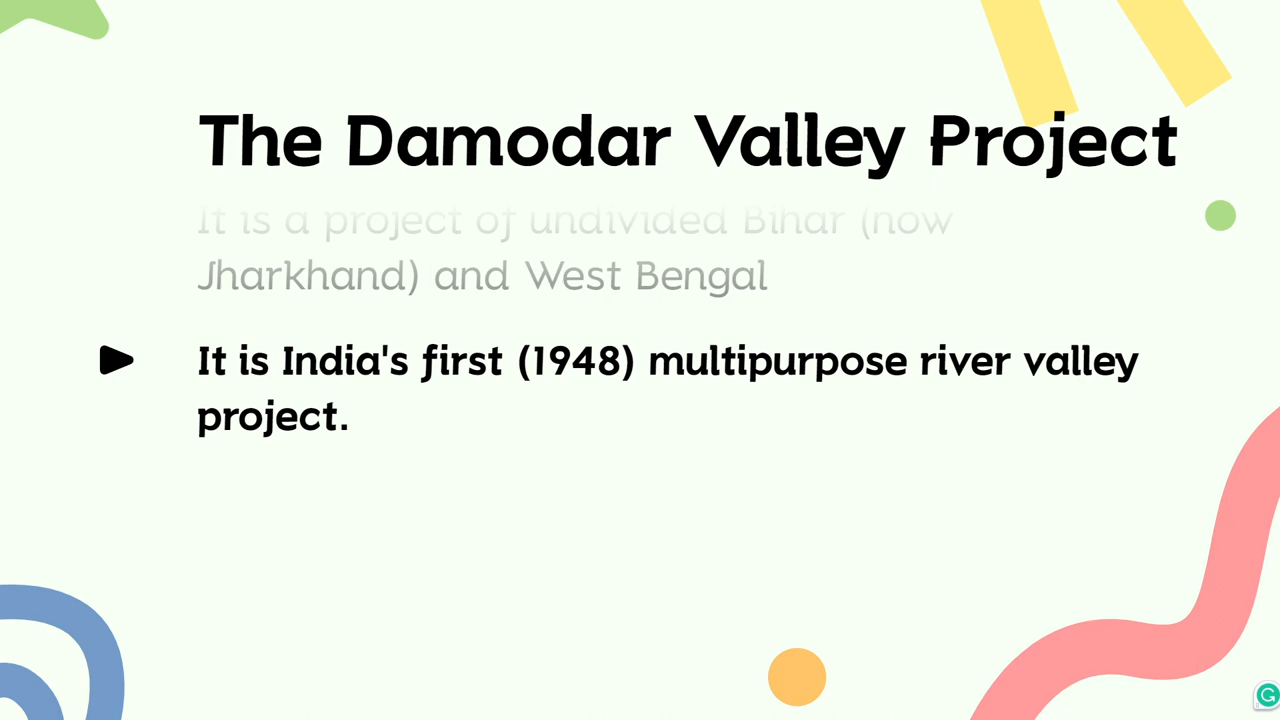 The Damodar Valley Project
It is a project of undivided Bihar (now
Jharkhand) and West Bengal
It is India's first (1948) multipurpose river valley
project.